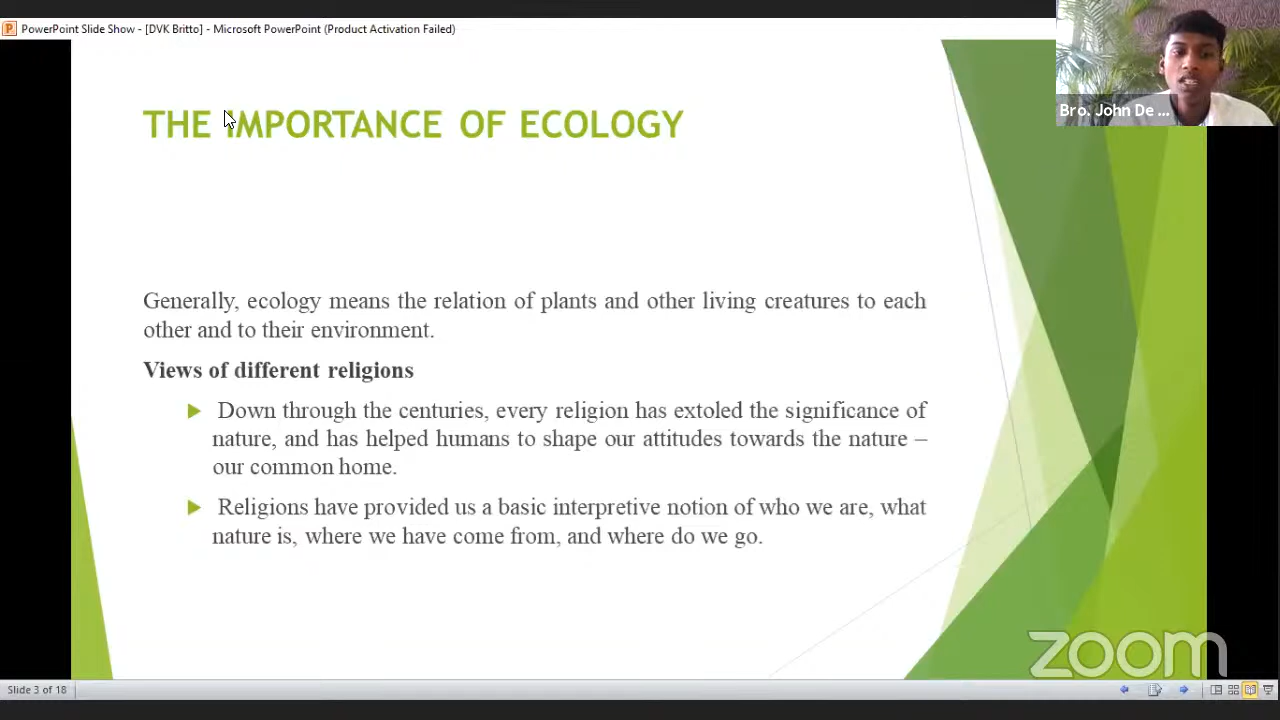 PowerPoint Slide Show - [DVK Britto] - Microsoft PowerPoint (Product Activation Failed)
Bro. John De ...
THE IMPORTANCE OF ECOLOGY
Generally, ecology means the relation of plants and other living creatures to each
other and to their environment.
Views of different religions
Down through the centuries, every religion has extoled the significance of
nature, and has helped humans to shape our attitudes towards the nature –
our common home.
Religions have provided us a basic interpretive notion of who we are, what
nature is, where we have come from, and where do we go.
zoom
Slide 3 of 18